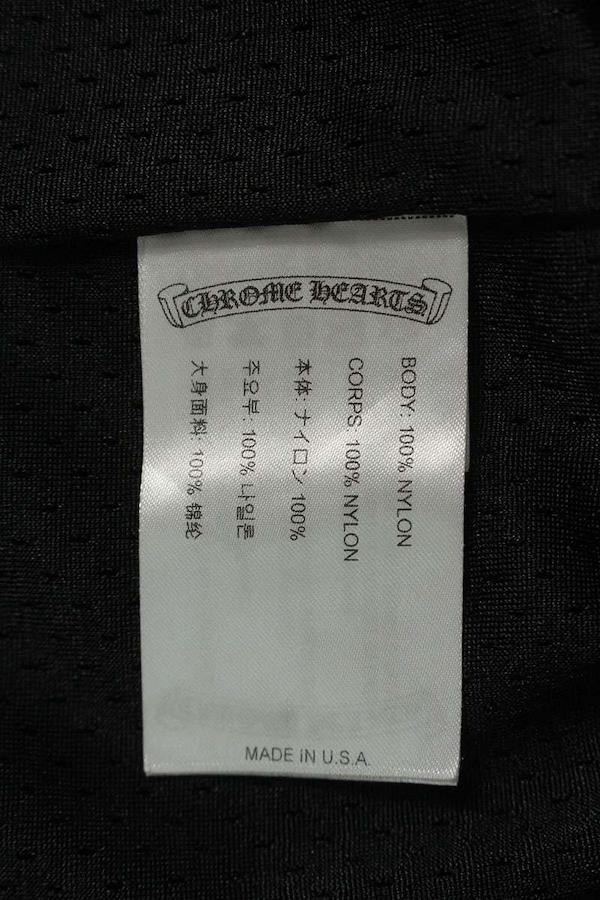 CHROME HEARTS
BODY: 100% NYLON
CORPS: 100% NYLON
本体: ナイロン 100%
주요부: 100% 나일론
大身面料: 100% 锦纶
MADE iN U.S.A.